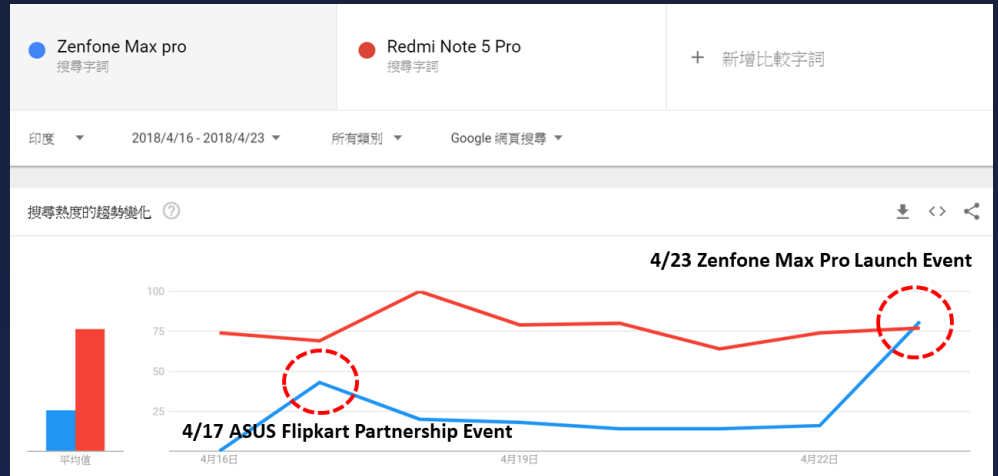 Zenfone Max pro
搜尋字詞
Redmi Note 5 Pro
搜尋字詞
+ 新增比較字詞
印度
2018/4/16 - 2018/4/23
所有類別
Google 網頁搜尋
搜尋熱度的趨勢變化
4/23 Zenfone Max Pro Launch Event
100
75
50
25
4/17 ASUS Flipkart Partnership Event
平均值
4月16日
4月19日
4月22日